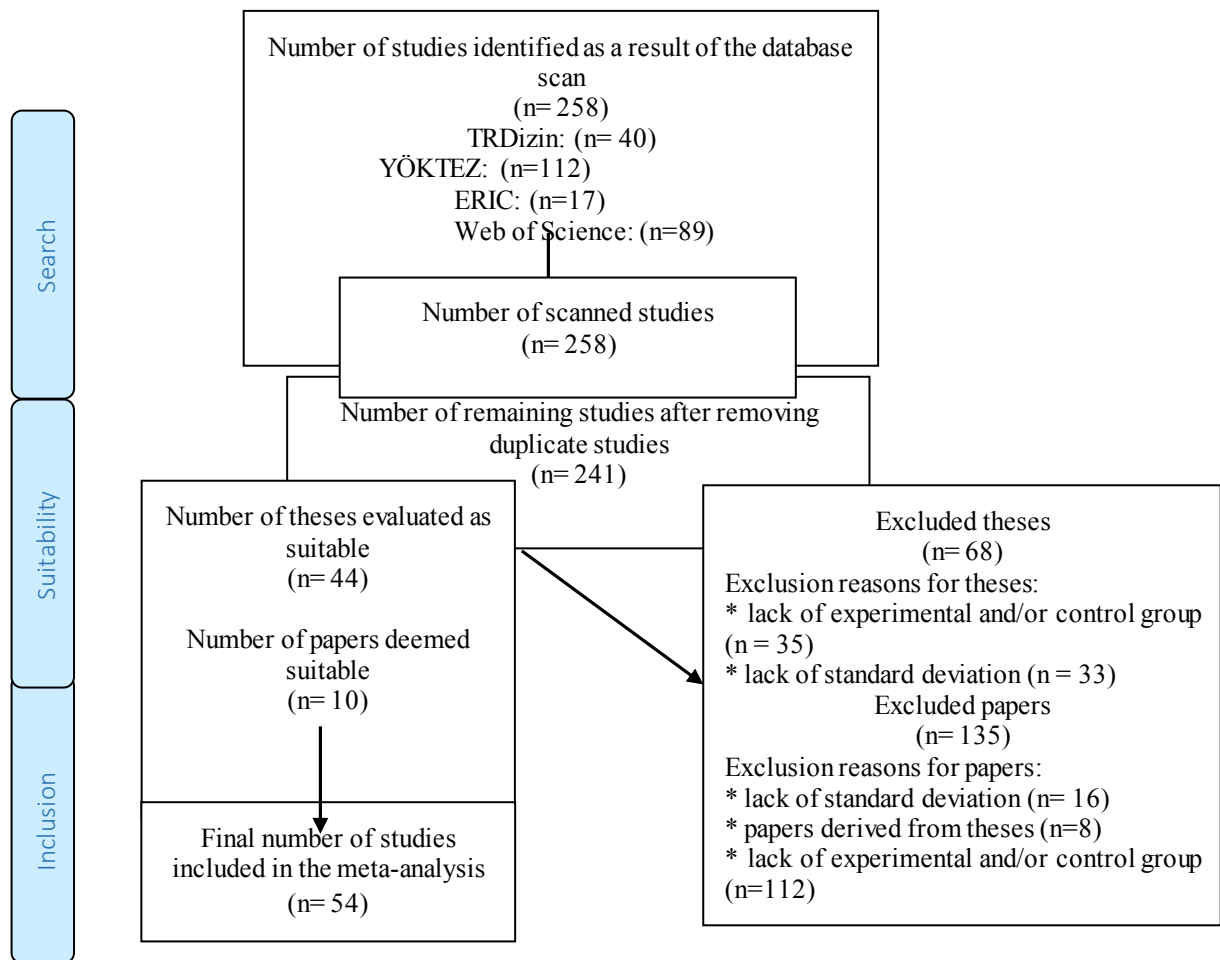 Search
Number of studies identified as a result of the database
scan
(n= 258)
TRDizin: (n= 40)
YÖKTEZ: (n=112)
ERIC: (n=17)
Web of Science: (n=89)
Number of scanned studies
(n= 258)
Suitability
Number of remaining studies after removing
duplicate studies
(n= 241)
Number of theses evaluated as
suitable
(n= 44)
Number of papers deemed
suitable
(n= 10)
Excluded theses
(n= 68)
Exclusion reasons for theses:
* lack of experimental and/or control group
(n = 35)
* lack of standard deviation (n = 33)
Excluded papers
(n= 135)
Exclusion reasons for papers:
* lack of standard deviation (n= 16)
* papers derived from theses (n=8)
* lack of experimental and/or control group
(n=112)
Inclusion
Final number of studies
included in the meta-analysis
(n= 54)